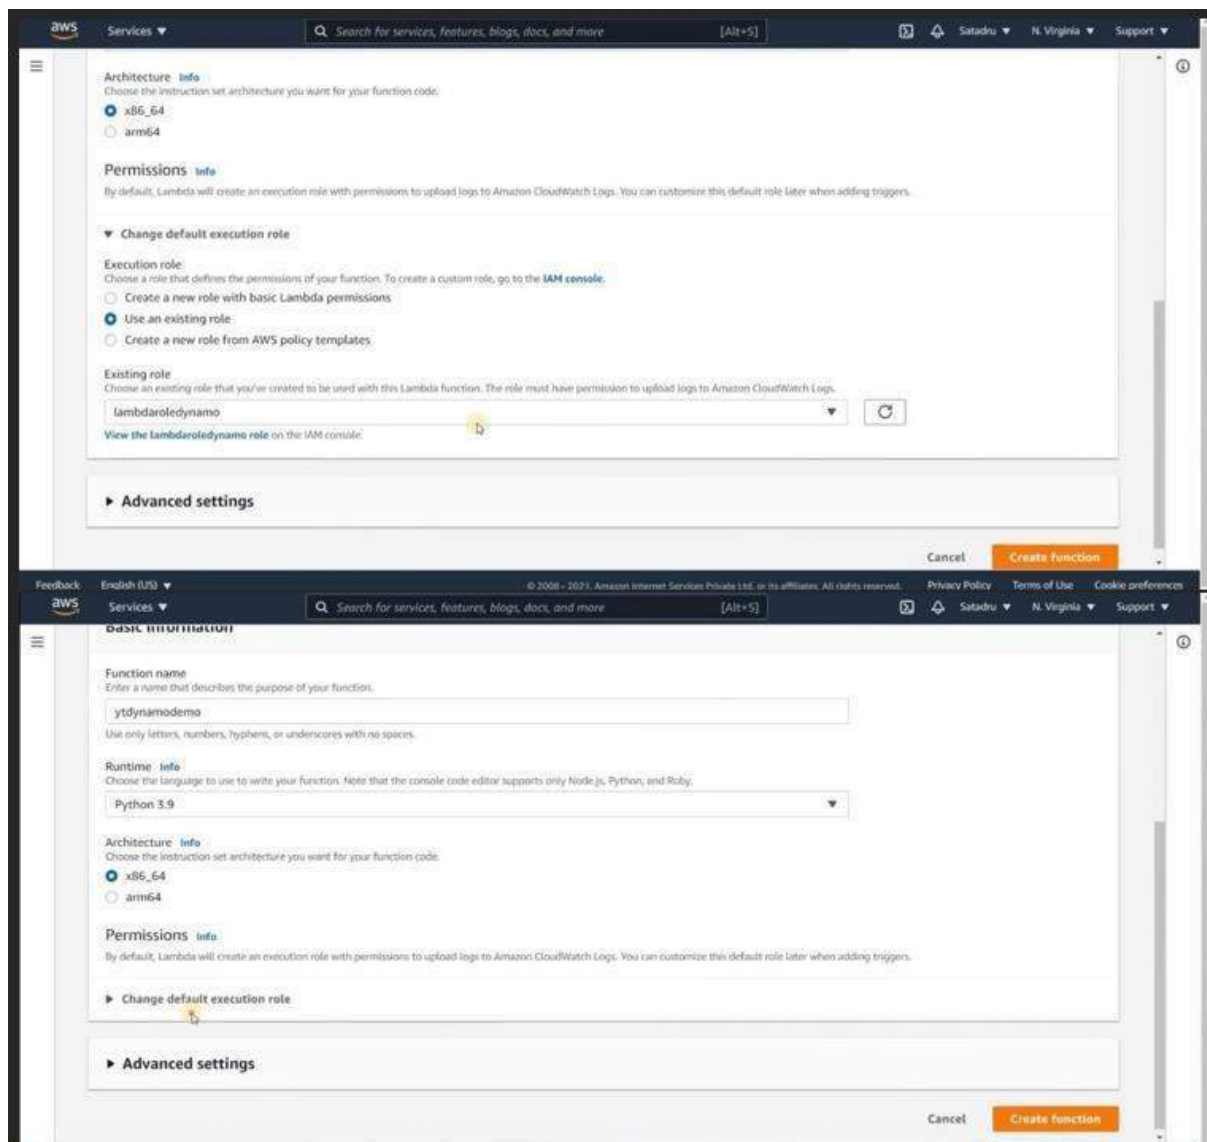 aws
Services ▼
Search for services, features, blogs, docs, and more
[Alt+S]
Satadru ▼
N. Virginia ▼
Support ▼
Architecture Info
Choose the instruction set architecture you want for your function code.
x86_64
arm64
Permissions Info
By default, Lambda will create an execution role with permissions to upload logs to Amazon CloudWatch Logs. You can customize this default role later when adding triggers.
▼ Change default execution role
Execution role
Choose a role that defines the permissions of your function. To create a custom role, go to the IAM console.
Create a new role with basic Lambda permissions
Use an existing role
Create a new role from AWS policy templates
Existing role
Choose an existing role that you've created to be used with this Lambda function. The role must have permission to upload logs to Amazon CloudWatch Logs.
lambdaroledynamo
View the lambdaroledynamo role on the IAM console.
▶ Advanced settings
Cancel
Create function
Feedback
English (US) ▼
© 2008 - 2021, Amazon Internet Services Private Ltd. or its affiliates. All rights reserved.
Privacy Policy
Terms of Use
Cookie preferences
aws
Services ▼
Search for services, features, blogs, docs, and more
[Alt+S]
Satadru ▼
N. Virginia ▼
Support ▼
Basic information
Function name
Enter a name that describes the purpose of your function.
ytdynamodemo
Use only letters, numbers, hyphens, or underscores with no spaces.
Runtime Info
Choose the language to use to write your function. Note that the console code editor supports only Node.js, Python, and Ruby.
Python 3.9
Architecture Info
Choose the instruction set architecture you want for your function code.
x86_64
arm64
Permissions Info
By default, Lambda will create an execution role with permissions to upload logs to Amazon CloudWatch Logs. You can customize this default role later when adding triggers.
▶ Change default execution role
▶ Advanced settings
Cancel
Create function